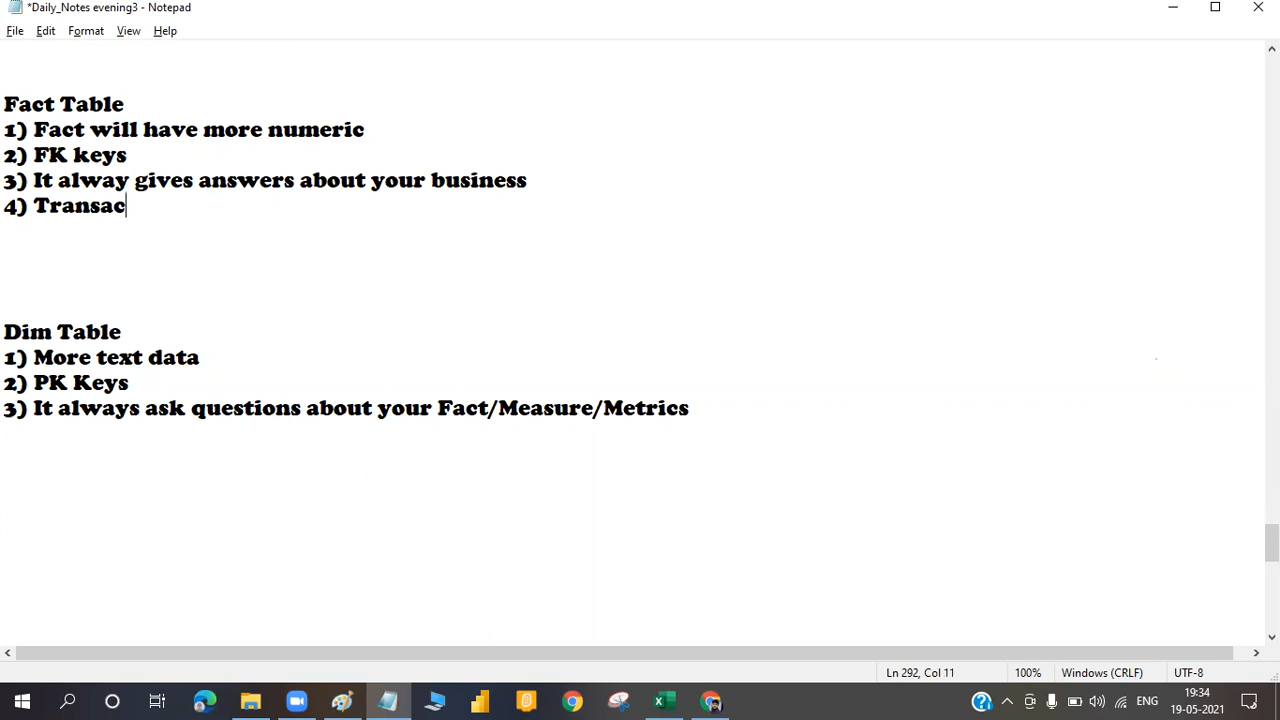 *Daily_Notes evening3 - Notepad
File Edit Format View Help
Fact Table
1) Fact will have more numeric
2) FK keys
3) It alway gives answers about your business
4) Transac
Dim Table
1) More text data
2) PK Keys
3) It always ask questions about your Fact/Measure/Metrics
Ln 292, Col 11 100% Windows (CRLF) UTF-8
ENG 19:34
19-05-2021